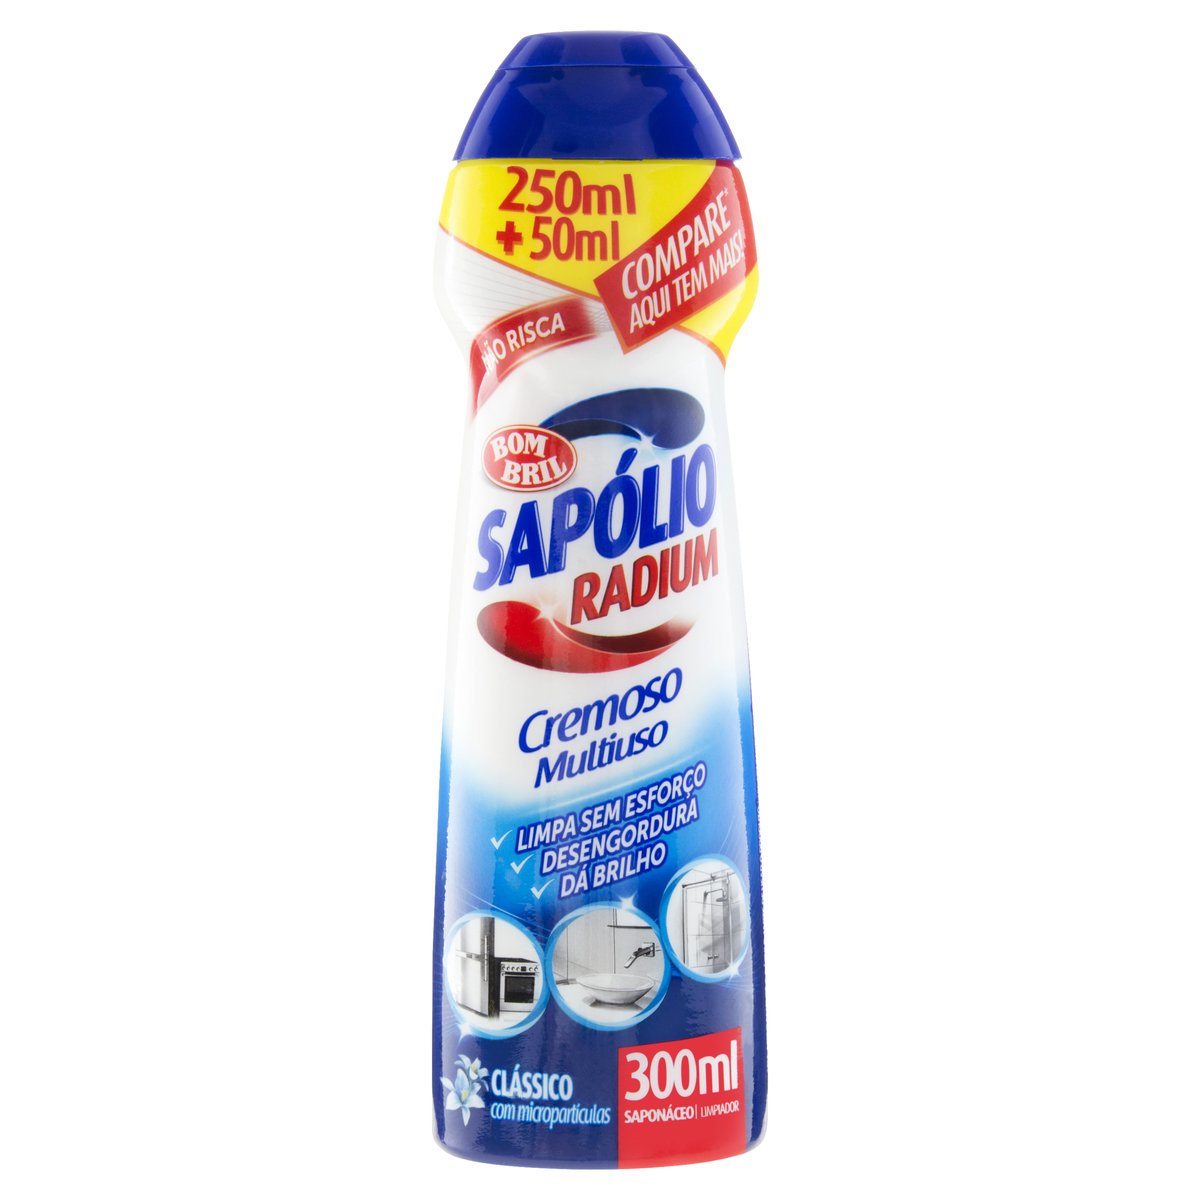 250ml
+ 50ml
COMPARE*
AQUI TEM MAIS!
NÃO RISCA
BOM
BRIL
SAPÓLIO
RADIUM
Cremoso
Multiuso
LIMPA SEM ESFORÇO
DESENGORDURA
DÁ BRILHO
CLÁSSICO
com micropartículas
300ml
SAPONÁCEO | LIMPIADOR